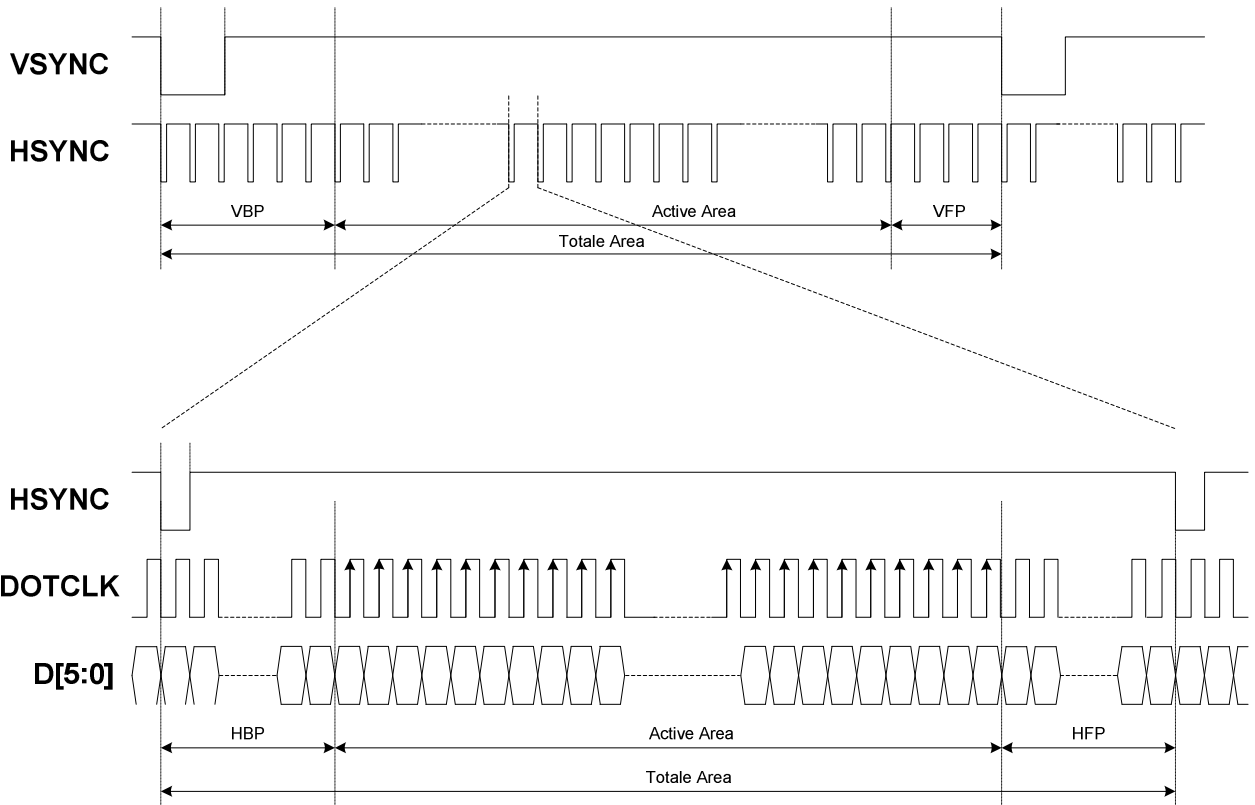 VSYNC
HSYNC
VBP
Active Area
VFP
Totale Area
HSYNC
DOTCLK
D[5:0]
HBP
Active Area
HFP
Totale Area